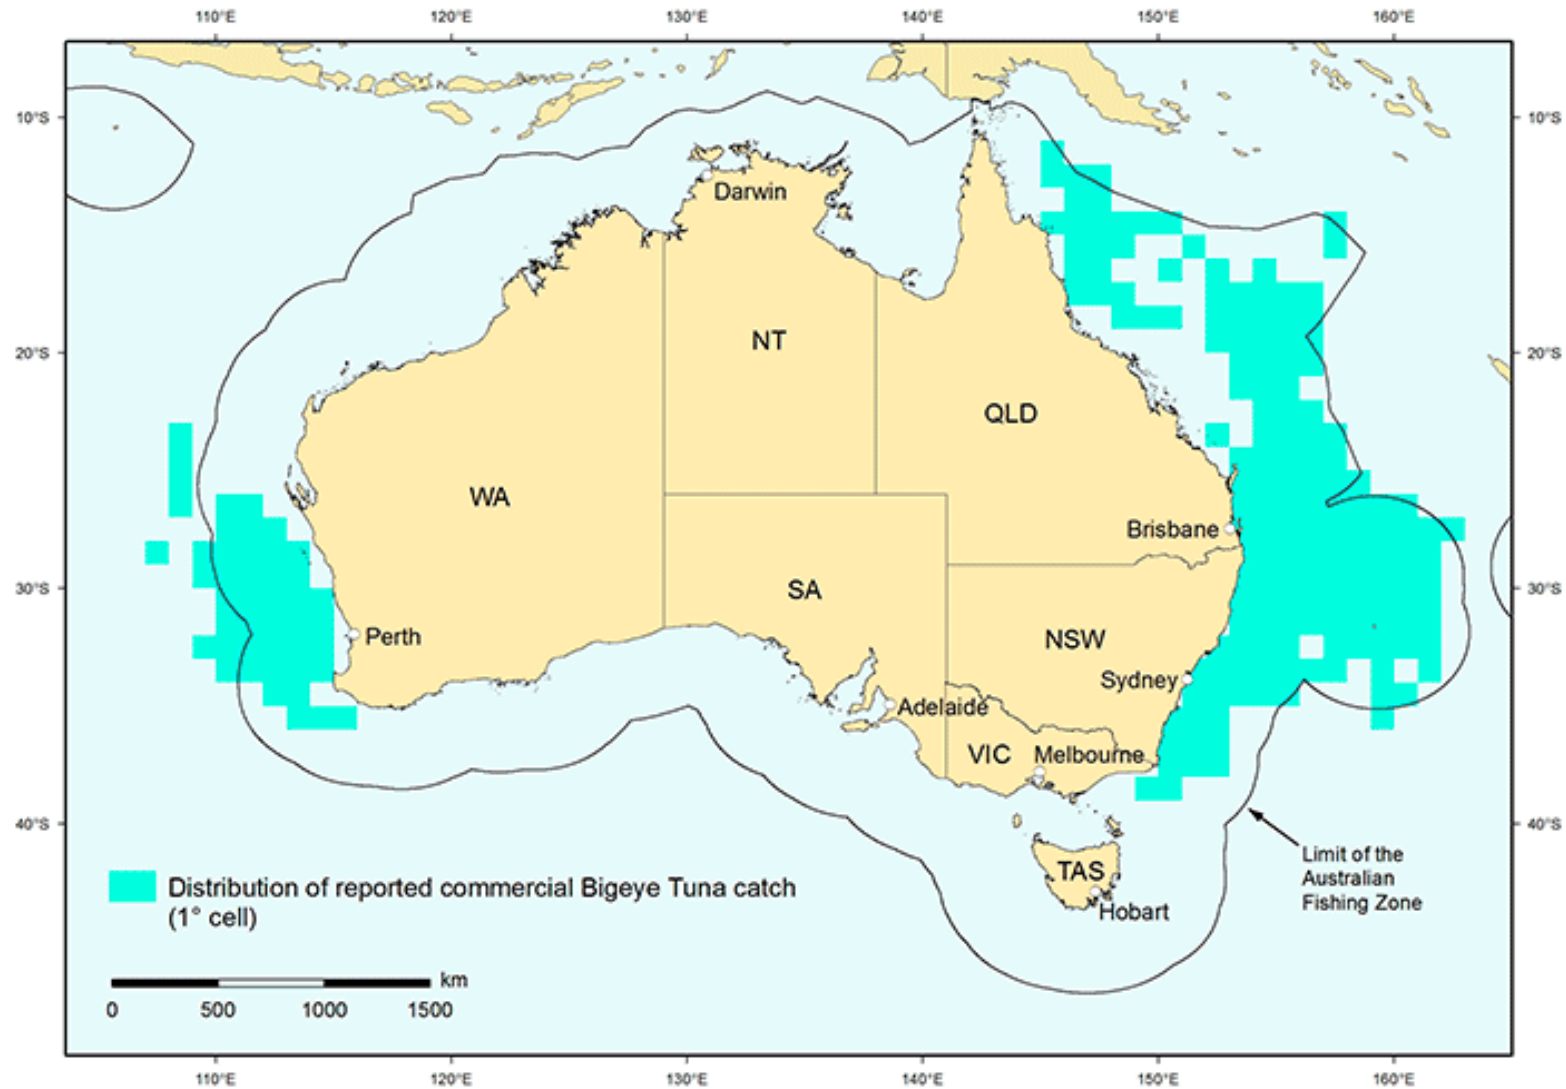 110°E 120°E 130°E 140°E 150°E 160°E
10°S 10°S
Darwin
NT
20°S 20°S
QLD
WA
Brisbane
SA
30°S 30°S
Perth
NSW
Sydney
Adelaide
VIC Melbourne
40°S 40°S
Limit of the
Australian
Fishing Zone
TAS
Hobart
Distribution of reported commercial Bigeye Tuna catch
(1° cell)
km
0 500 1000 1500
110°E 120°E 130°E 140°E 150°E 160°E